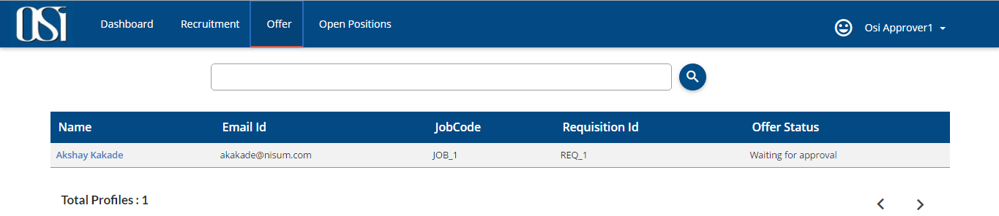 OSi Dashboard Recruitment Offer Open Positions Osi Approver1
Name Email Id JobCode Requisition Id Offer Status
Akshay Kakade akakade@nisum.com JOB_1 REQ_1 Waiting for approval
Total Profiles : 1